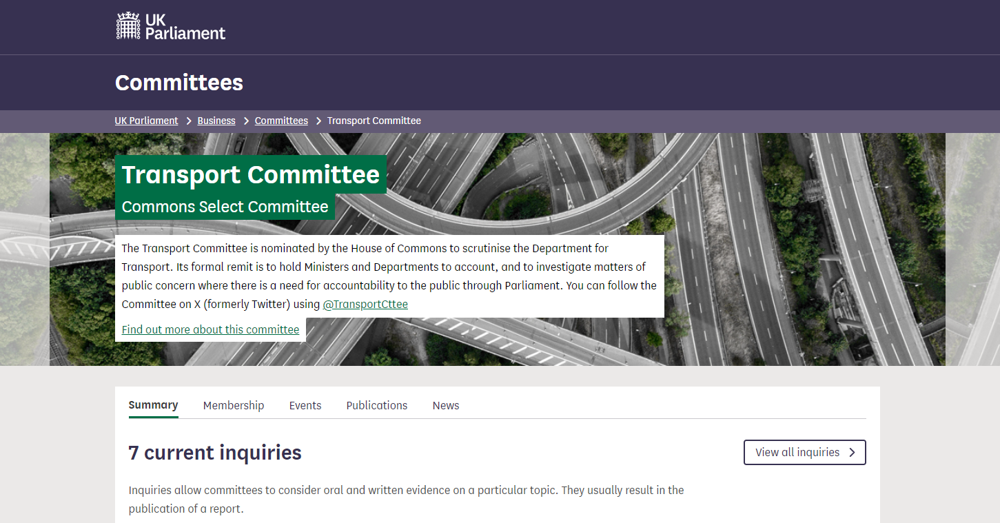 UK
Parliament
Committees
UK Parliament > Business > Committees > Transport Committee
Transport Committee
Commons Select Committee
The Transport Committee is nominated by the House of Commons to scrutinise the Department for
Transport. Its formal remit is to hold Ministers and Departments to account, and to investigate matters of
public concern where there is a need for accountability to the public through Parliament. You can follow the
Committee on X (formerly Twitter) using @TransportCttee
Find out more about this committee
Summary Membership Events Publications News
7 current inquiries
View all inquiries >
Inquiries allow committees to consider oral and written evidence on a particular topic. They usually result in the
publication of a report.